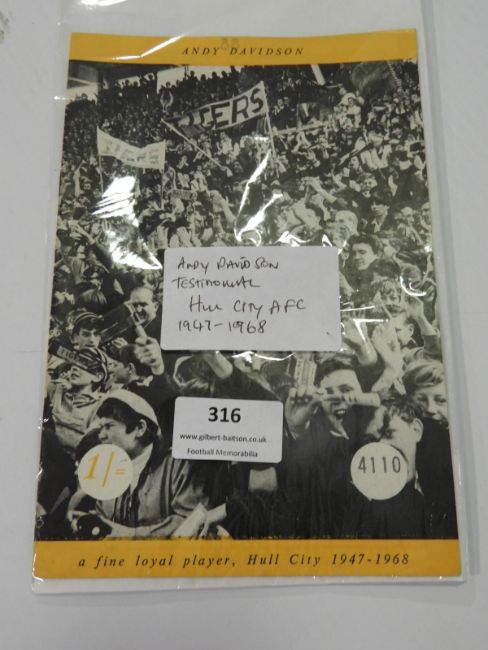 ANDY DAVIDSON
TIGERS
TIGERS
ANDY DAVIDSON
TESTIMONIAL
HULL CITY AFC
1947-1968
316
www.gilbert-baitson.co.uk
Football Memorabilia
1/=
4110
a fine loyal player, Hull City 1947-1968